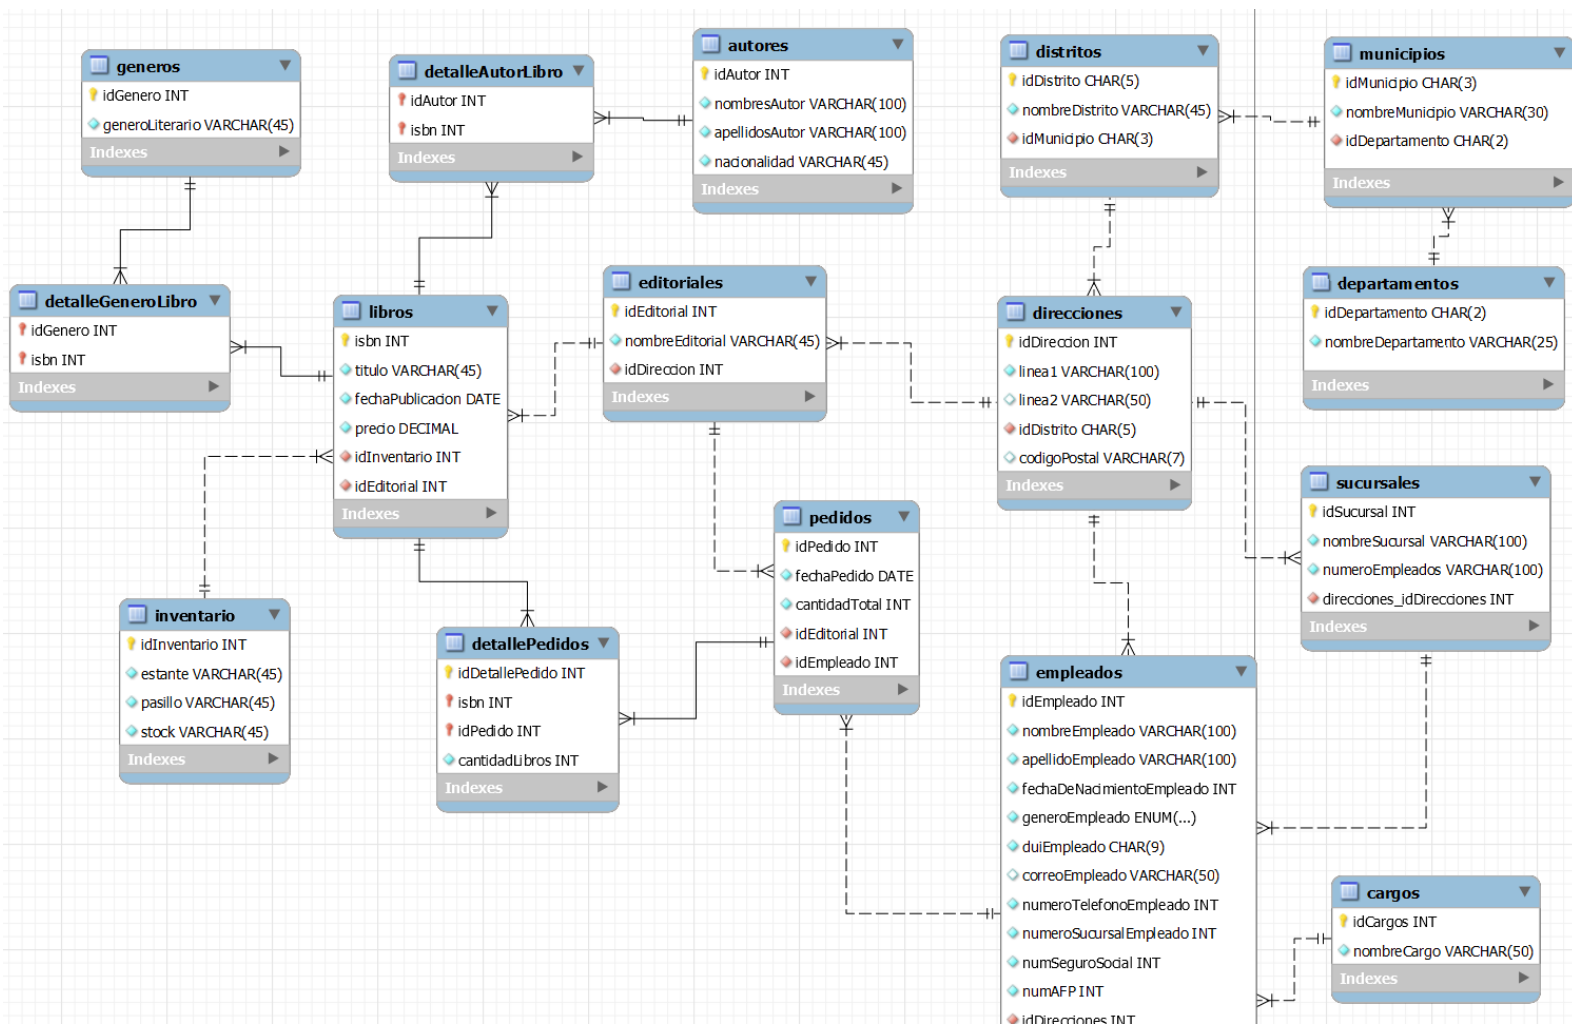 generos
idGenero INT
generoLiterario VARCHAR(45)
Indexes
detalleAutorLibro
idAutor INT
isbn INT
Indexes
autores
idAutor INT
nombresAutor VARCHAR(100)
apellidosAutor VARCHAR(100)
nacionalidad VARCHAR(45)
Indexes
distritos
idDistrito CHAR(5)
nombreDistrito VARCHAR(45)
idMunicipio CHAR(3)
Indexes
municipios
idMunicipio CHAR(3)
nombreMunicipio VARCHAR(30)
idDepartamento CHAR(2)
Indexes
detalleGeneroLibro
idGenero INT
isbn INT
Indexes
libros
isbn INT
titulo VARCHAR(45)
fechaPublicacion DATE
precio DECIMAL
idInventario INT
idEditorial INT
Indexes
editoriales
idEditorial INT
nombreEditorial VARCHAR(45)
idDireccion INT
Indexes
direcciones
idDireccion INT
linea1 VARCHAR(100)
linea2 VARCHAR(50)
idDistrito CHAR(5)
codigoPostal VARCHAR(7)
Indexes
departamentos
idDepartamento CHAR(2)
nombreDepartamento VARCHAR(25)
Indexes
sucursales
idSucursal INT
nombreSucursal VARCHAR(100)
numeroEmpleados VARCHAR(100)
direcciones_idDirecciones INT
Indexes
inventario
idInventario INT
estante VARCHAR(45)
pasillo VARCHAR(45)
stock VARCHAR(45)
Indexes
detallePedidos
idDetallePedido INT
isbn INT
idPedido INT
cantidadLibros INT
Indexes
pedidos
idPedido INT
fechaPedido DATE
cantidadTotal INT
idEditorial INT
idEmpleado INT
Indexes
empleados
idEmpleado INT
nombreEmpleado VARCHAR(100)
apellidoEmpleado VARCHAR(100)
fechaDeNacimientoEmpleado INT
generoEmpleado ENUM(...)
duiEmpleado CHAR(9)
correoEmpleado VARCHAR(50)
numeroTelefonoEmpleado INT
numeroSucursalEmpleado INT
numSeguroSocial INT
numAFP INT
idDirecciones INT
cargos
idCargos INT
nombreCargo VARCHAR(50)
Indexes